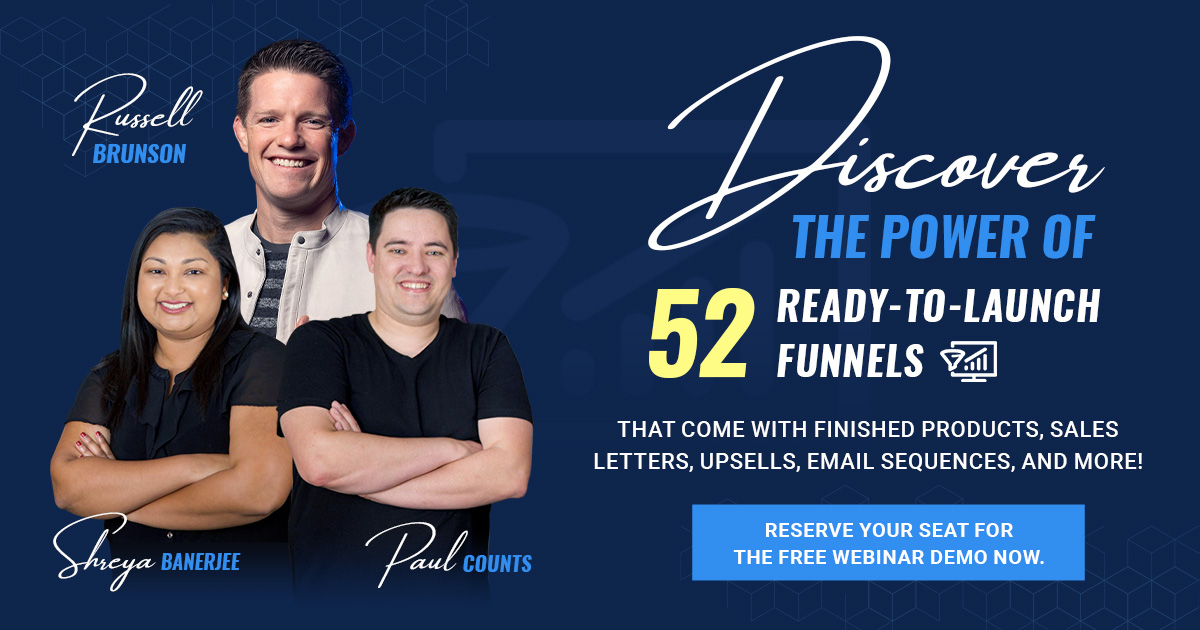 Russell
BRUNSON
Shreya BANERJEE
Paul COUNTS
Discover
THE POWER OF
52 READY-TO-LAUNCH
FUNNELS
THAT COME WITH FINISHED PRODUCTS, SALES
LETTERS, UPSELLS, EMAIL SEQUENCES, AND MORE!
RESERVE YOUR SEAT FOR
THE FREE WEBINAR DEMO NOW.